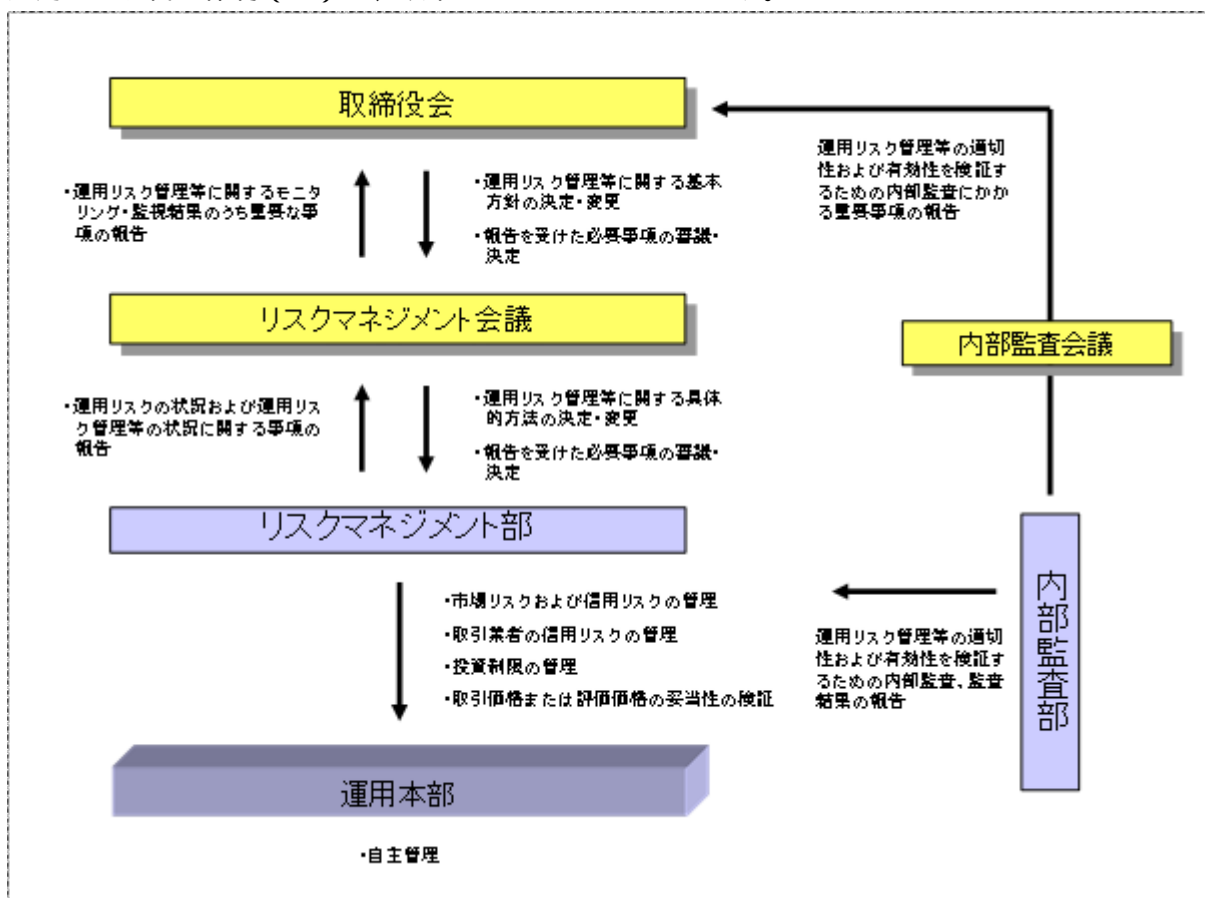 取締役会
・運用リスク管理等に関するモニタ
リング・監視結果のうち重要な事
項の報告
・運用リスク管理等に関する基本
方針の決定・変更
・報告を受けた必要事項の審議・
決定
運用リスク管理等の適切
性および有効性を検証す
るための内部監査にかか
る重要事項の報告
リスクマネジメント会議
内部監査会議
・運用リスクの状況および運用リス
ク管理等の状況に関する事項の
報告
・運用リスク管理等に関する具体
的方法の決定・変更
・報告を受けた必要事項の審議・
決定
リスクマネジメント部
内部監査部
・市場リスクおよび信用リスクの管理
・取引業者の信用リスクの管理
・投資制限の管理
・取引価格または評価価格の妥当性の検証
運用リスク管理等の適切
性および有効性を検証す
るための内部監査、監査
結果の報告
運用本部
・自主管理